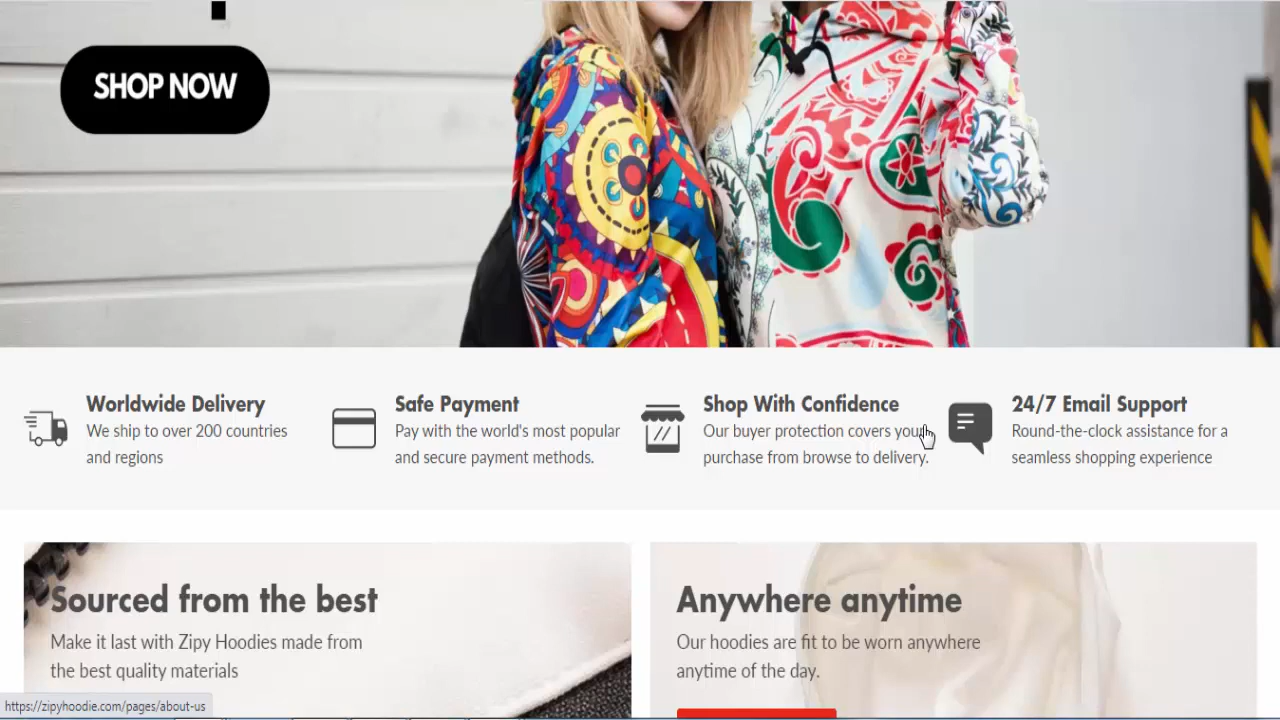 SHOP NOW
Worldwide Delivery
We ship to over 200 countries
and regions
Safe Payment
Pay with the world's most popular
and secure payment methods.
Shop With Confidence
Our buyer protection covers your
purchase from browse to delivery.
24/7 Email Support
Round-the-clock assistance for a
seamless shopping experience
Sourced from the best
Make it last with Zipy Hoodies made from
the best quality materials
Anywhere anytime
Our hoodies are fit to be worn anywhere
anytime of the day.
https://zipyhoodie.com/pages/about-us